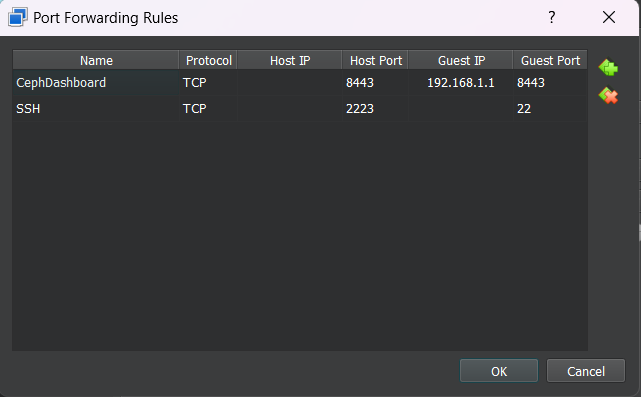 Port Forwarding Rules ?
Name Protocol Host IP Host Port Guest IP Guest Port
CephDashboard TCP 8443 192.168.1.1 8443
SSH TCP 2223 22
OK Cancel